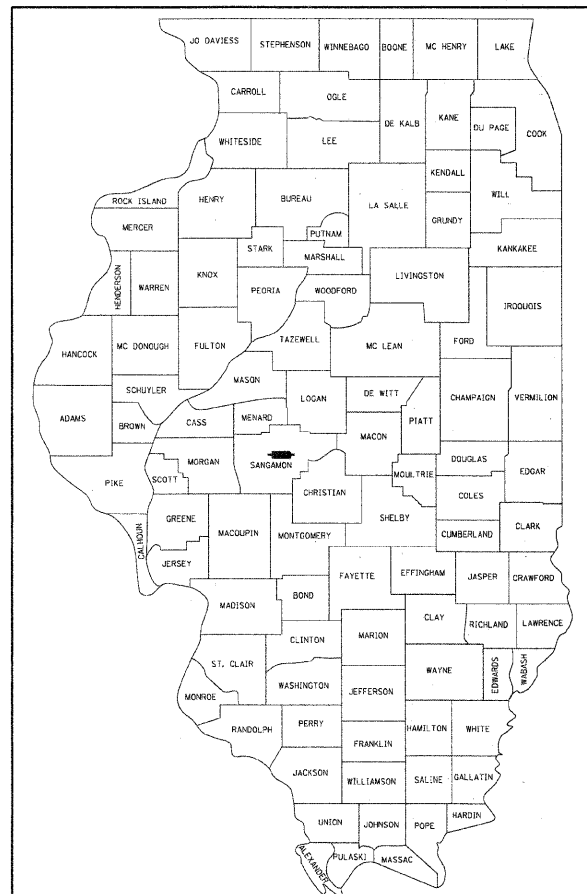 JO DAVIESS STEPHENSON WINNEBAGO BOONE MC HENRY LAKE
CARROLL OGLE DE KALB KANE DU PAGE COOK
WHITESIDE LEE
KENDALL WILL
ROCK ISLAND HENRY BUREAU LA SALLE GRUNDY
MERCER PUTNAM
STARK MARSHALL KANKAKEE
HENDERSON WARREN KNOX PEORIA WOODFORD LIVINGSTON IROQUOIS
HANCOCK MC DONOUGH FULTON TAZEWELL MC LEAN FORD
SCHUYLER MASON LOGAN DE WITT CHAMPAIGN VERMILION
ADAMS BROWN CASS MENARD MACON PIATT
MORGAN SANGAMON DOUGLAS
PIKE SCOTT CHRISTIAN MOULTRIE COLES EDGAR
CALHOUN GREENE MACOUPIN MONTGOMERY SHELBY CUMBERLAND CLARK
JERSEY FAYETTE EFFINGHAM JASPER CRAWFORD
MADISON BOND
CLAY RICHLAND LAWRENCE
CLINTON MARION
ST. CLAIR WAYNE EDWARDS WABASH
WASHINGTON JEFFERSON
MONROE
RANDOLPH PERRY HAMILTON WHITE
FRANKLIN
JACKSON WILLIAMSON SALINE GALLATIN
UNION JOHNSON POPE HARDIN
ALEXANDER PULASKI MASSAC